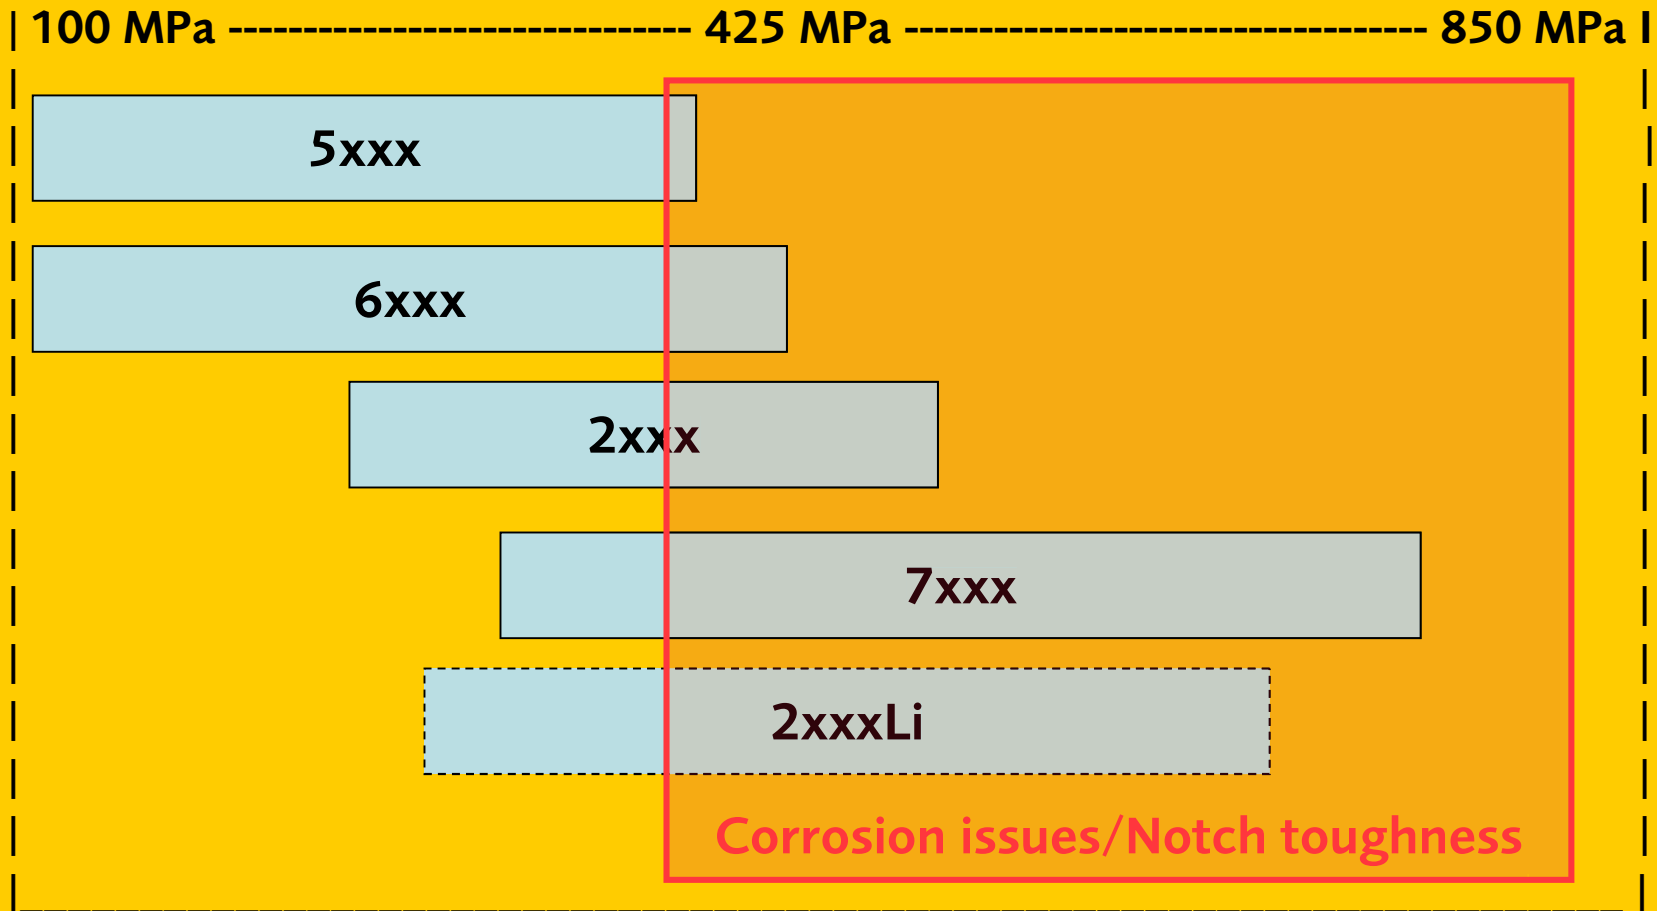 | 100 MPa ------------------------------- 425 MPa ----------------------------------- 850 MPa I
5xxx
6xxx
2xxx
7xxx
2xxxLi
Corrosion issues/Notch toughness